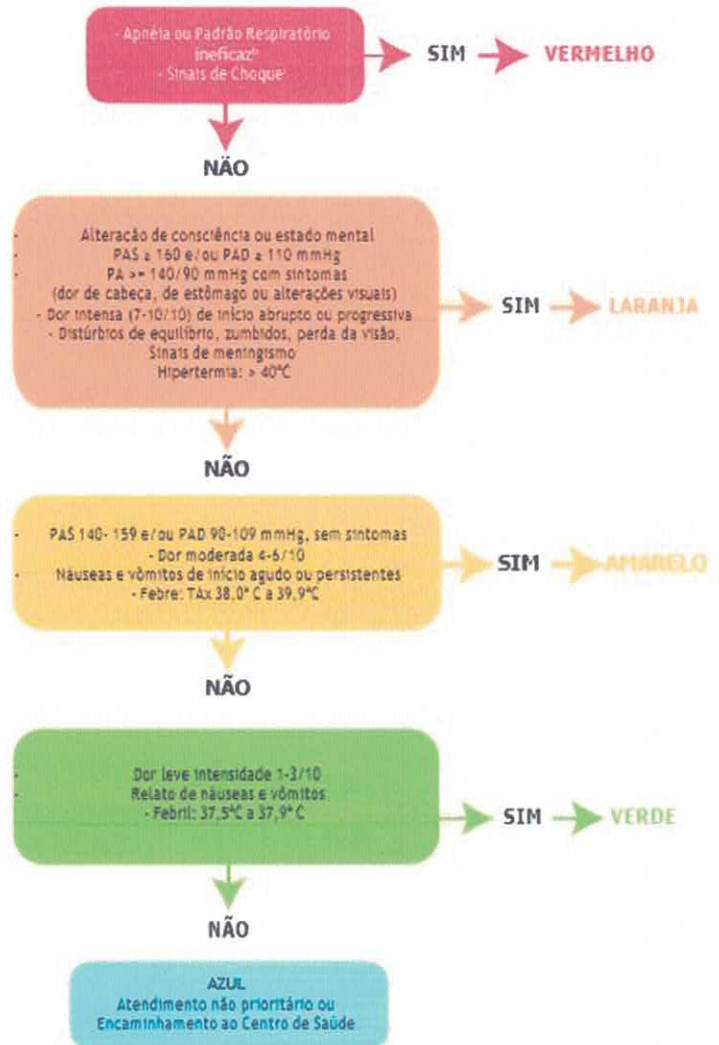 - Apnéia ou Padrão Respiratório
ineficazʰ
- Sinais de Choqueⁱ
SIM
VERMELHO
NÃO
- Alteração de consciência ou estado mental
- PAS ≥ 160 e/ou PAD ≥ 110 mmHg
- PA >= 140/90 mmHg com sintomas
(dor de cabeça, de estômago ou alterações visuais)
- Dor intensa (7-10/10) de início abrupto ou progressiva
- Distúrbios de equilíbrio, zumbidos, perda da visão,
Sinais de meningismo
Hipertermia: > 40°C
SIM
LARANJA
NÃO
- PAS 140- 159 e/ou PAD 90-109 mmHg, sem sintomas
- Dor moderada 4-6/10
- Náuseas e vômitos de início agudo ou persistentes
- Febre: TAx 38,0° C a 39,9°C
SIM
AMARELO
NÃO
- Dor leve intensidade 1-3/10
- Relato de náuseas e vômitos
- Febril: 37,5°C a 37,9° C
SIM
VERDE
NÃO
AZUL
Atendimento não prioritário ou
Encaminhamento ao Centro de Saúde